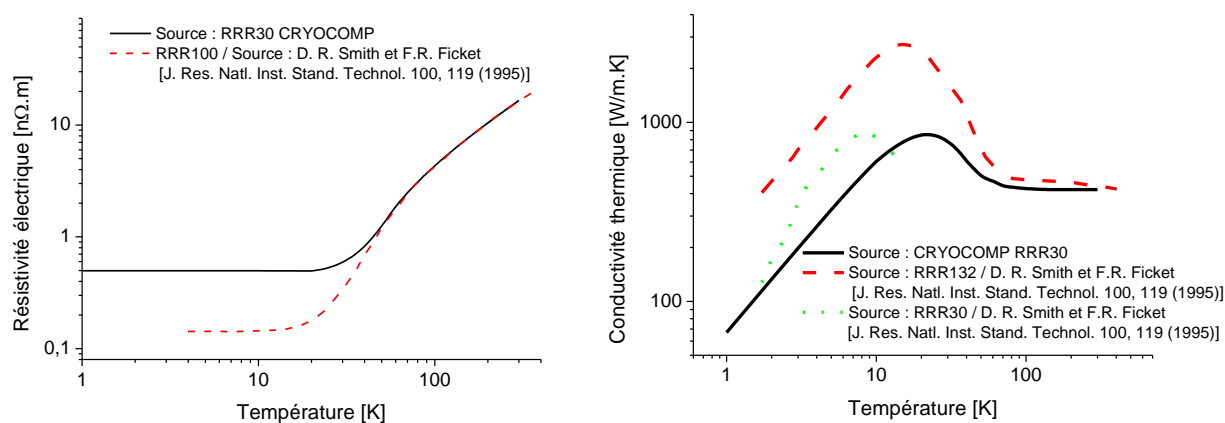 Résistivité électrique [nΩ.m]
10
1
0,1
Source : RRR30 CRYOCOMP
RRR100 / Source : D. R. Smith et F.R. Ficket
[J. Res. Natl. Inst. Stand. Technol. 100, 119 (1995)]
1
10
100
Température [K]
Conductivité thermique [W/m.K]
1000
100
Source : CRYOCOMP RRR30
Source : RRR132 / D. R. Smith et F.R. Ficket
[J. Res. Natl. Inst. Stand. Technol. 100, 119 (1995)]
Source : RRR30 / D. R. Smith et F.R. Ficket
[J. Res. Natl. Inst. Stand. Technol. 100, 119 (1995)]
1
10
100
Température [K]